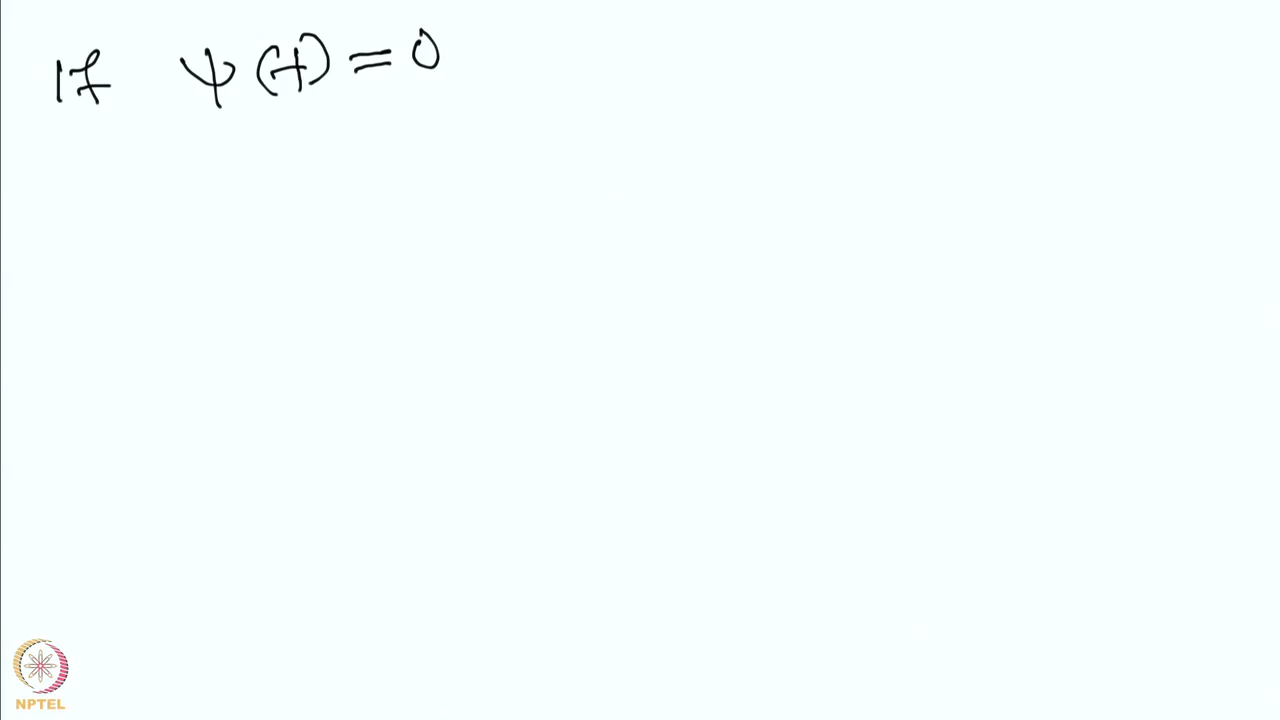 If ψ(t) = 0
NPTEL